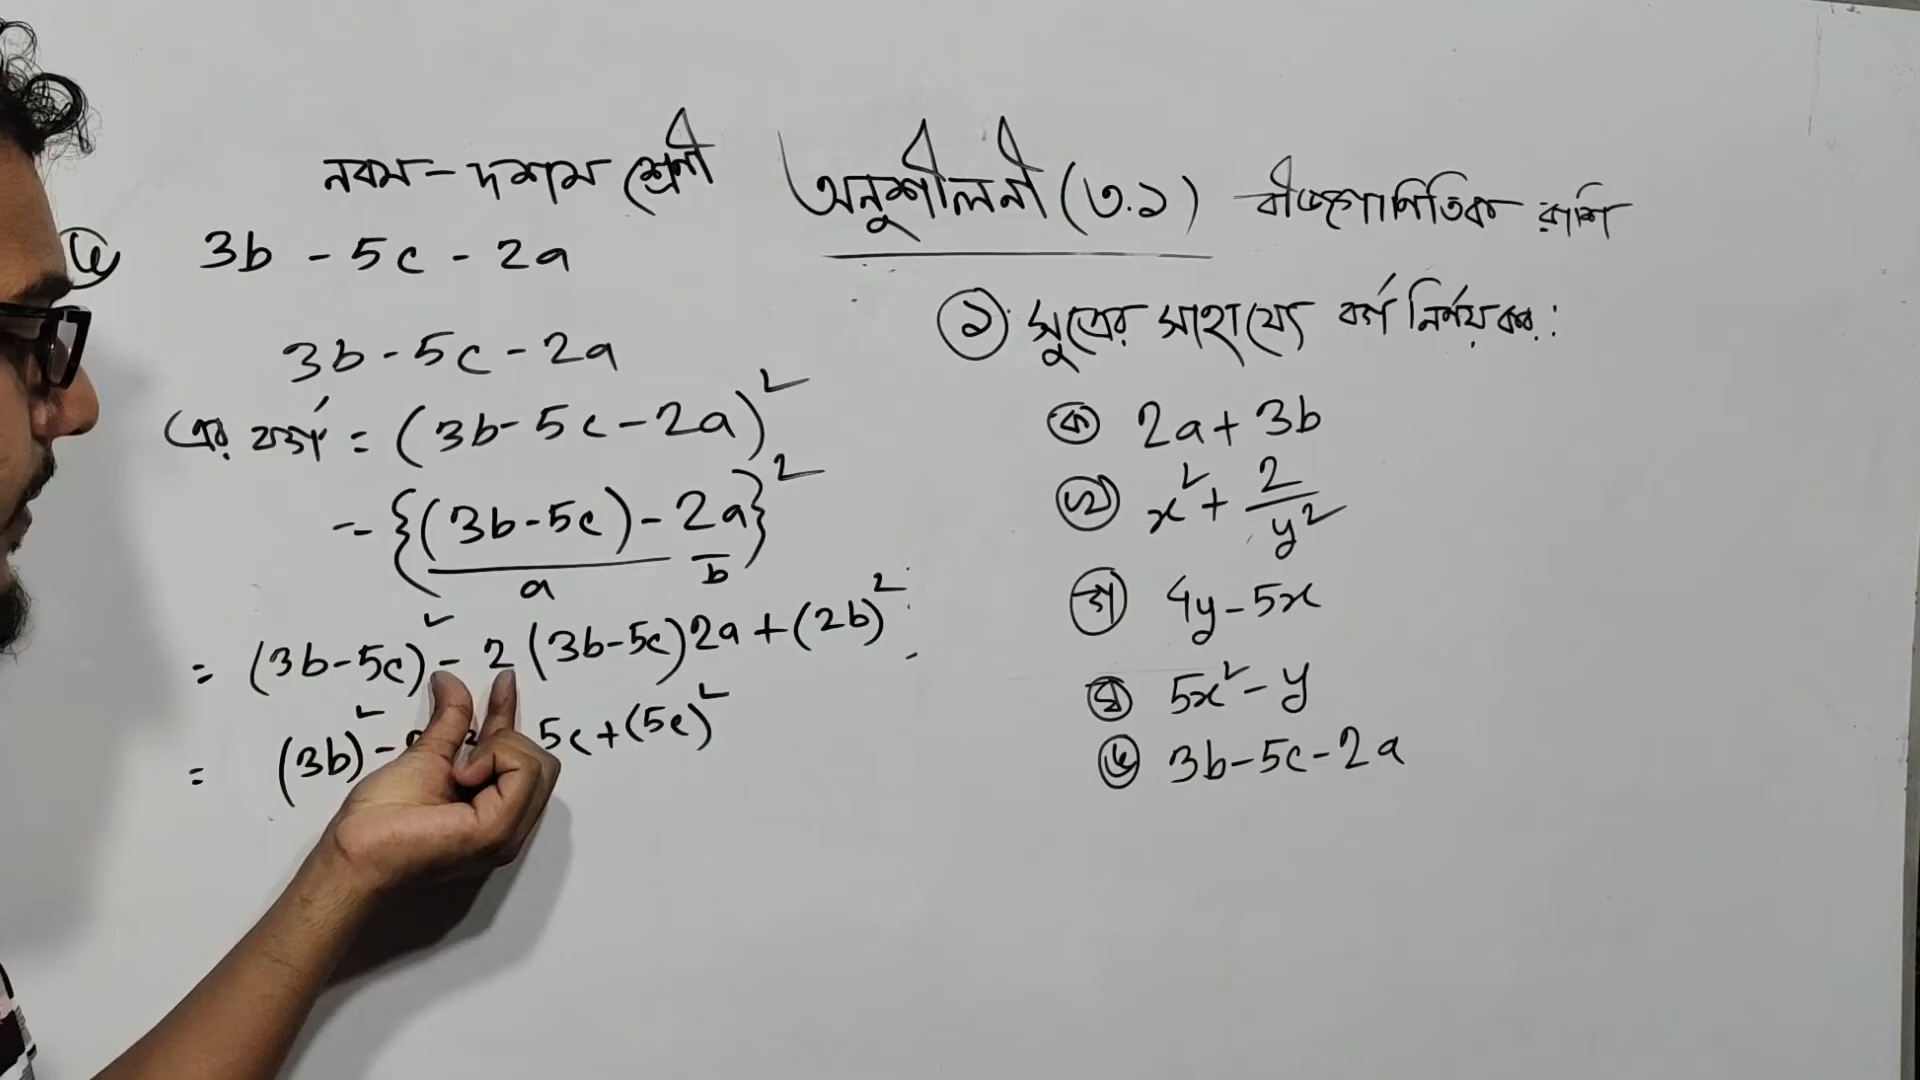 নবম - দশম শ্রেণী অনুশীলনী (৩.১) বীজগাণিতিক রাশি
ঙ 3b - 5c - 2a
3b - 5c - 2a
এর বর্গ = (3b - 5c - 2a)²
= {(3b - 5c) - 2a}²
a b
= (3b - 5c)² - 2 (3b - 5c) 2a + (2b)²
= (3b)² - 5c + (5c)²
১. সূত্রের সাহায্যে বর্গ নির্ণয় কর:
ক 2a + 3b
খ x² + 2/y²
গ 4y - 5x
ঘ 5x² - y
ঙ 3b - 5c - 2a